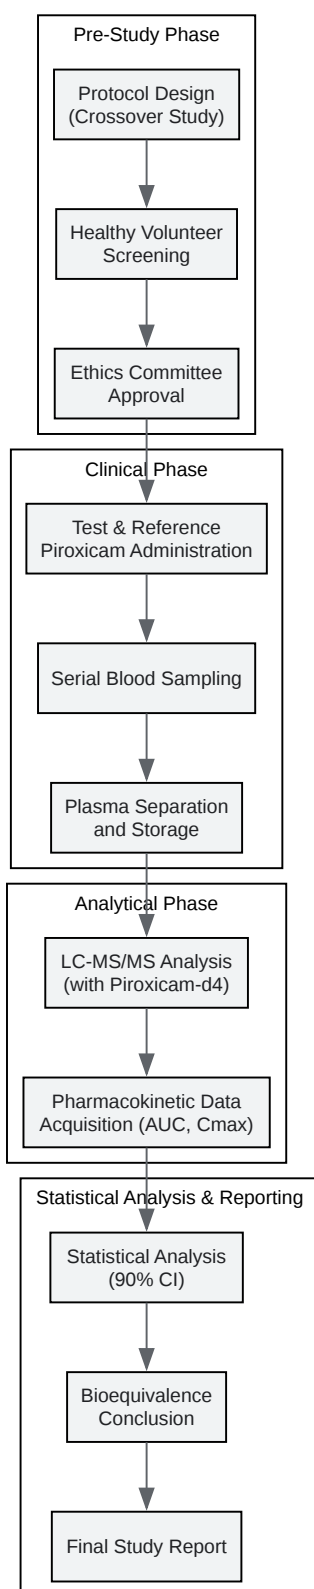 Pre-Study Phase
Protocol Design
(Crossover Study)
Healthy Volunteer
Screening
Ethics Committee
Approval
Clinical Phase
Test & Reference
Piroxicam Administration
Serial Blood Sampling
Plasma Separation
and Storage
Analytical Phase
LC-MS/MS Analysis
(with Piroxicam-d4)
Pharmacokinetic Data
Acquisition (AUC, Cmax)
Statistical Analysis & Reporting
Statistical Analysis
(90% CI)
Bioequivalence
Conclusion
Final Study Report